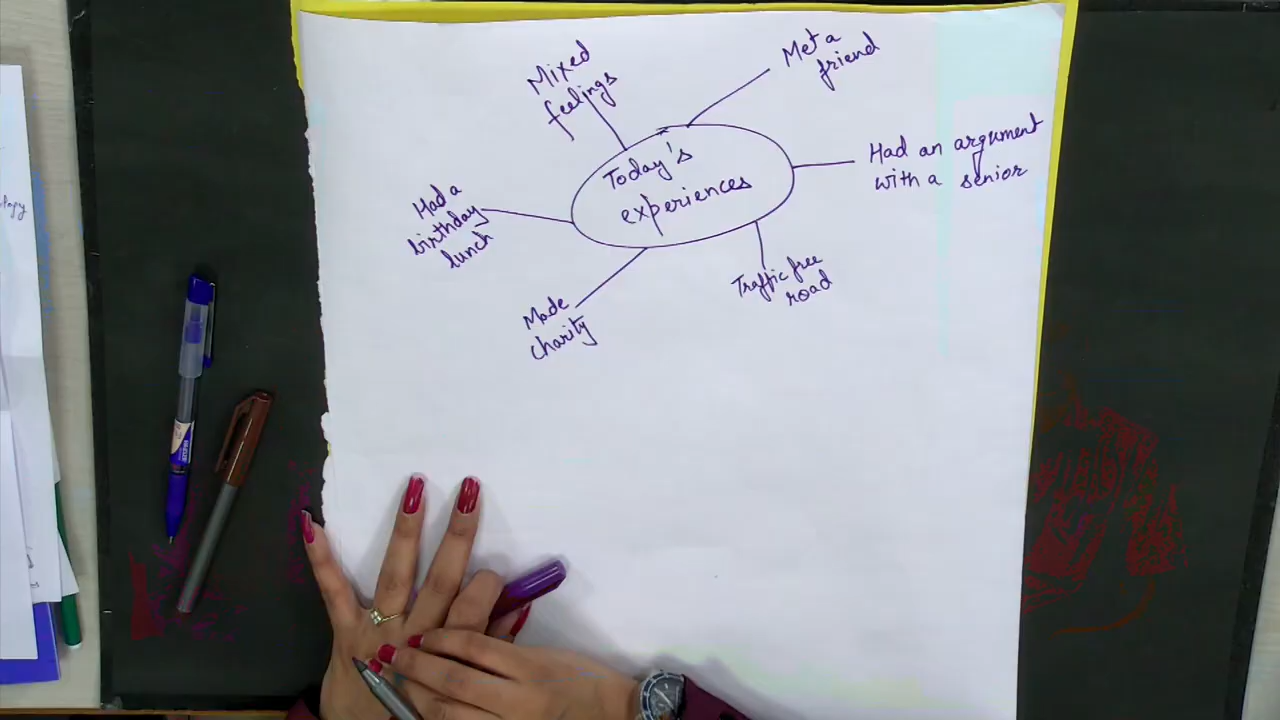 Mixed
feelings
Met a
friend
Had an argument
with a senior
Today's
experiences
Had a
birthday
lunch
Traffic free
road
Made
charity
ology